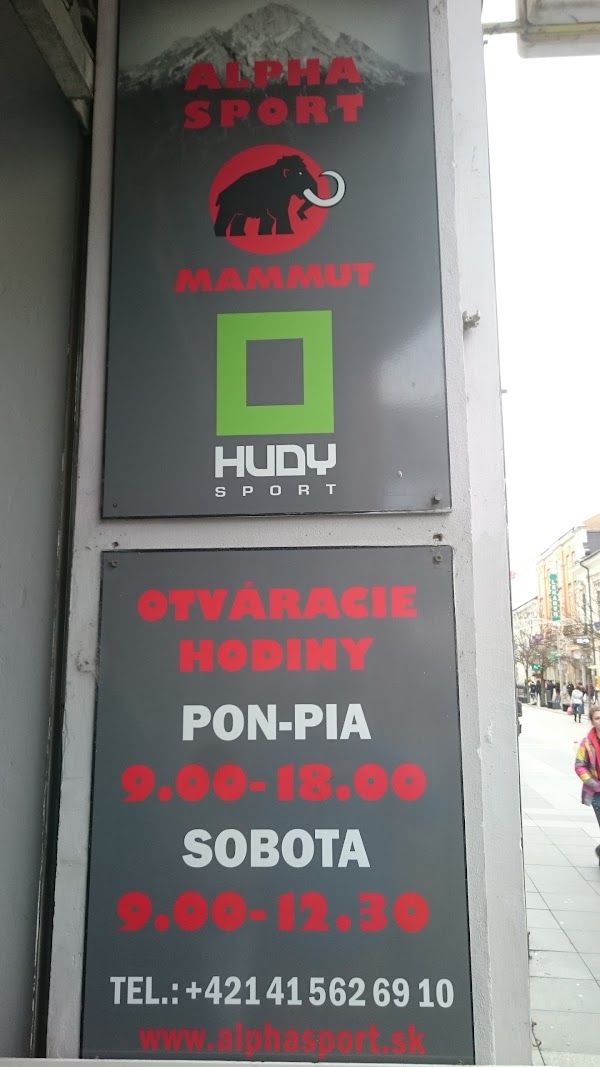 ALPHA
SPORT
MAMMUT
HUDY
SPORT
OTVÁRACIE
HODINY
PON-PIA
9.00-18.00
SOBOTA
9.00-12.30
TEL.: +421 41 562 69 10
www.alphasport.sk